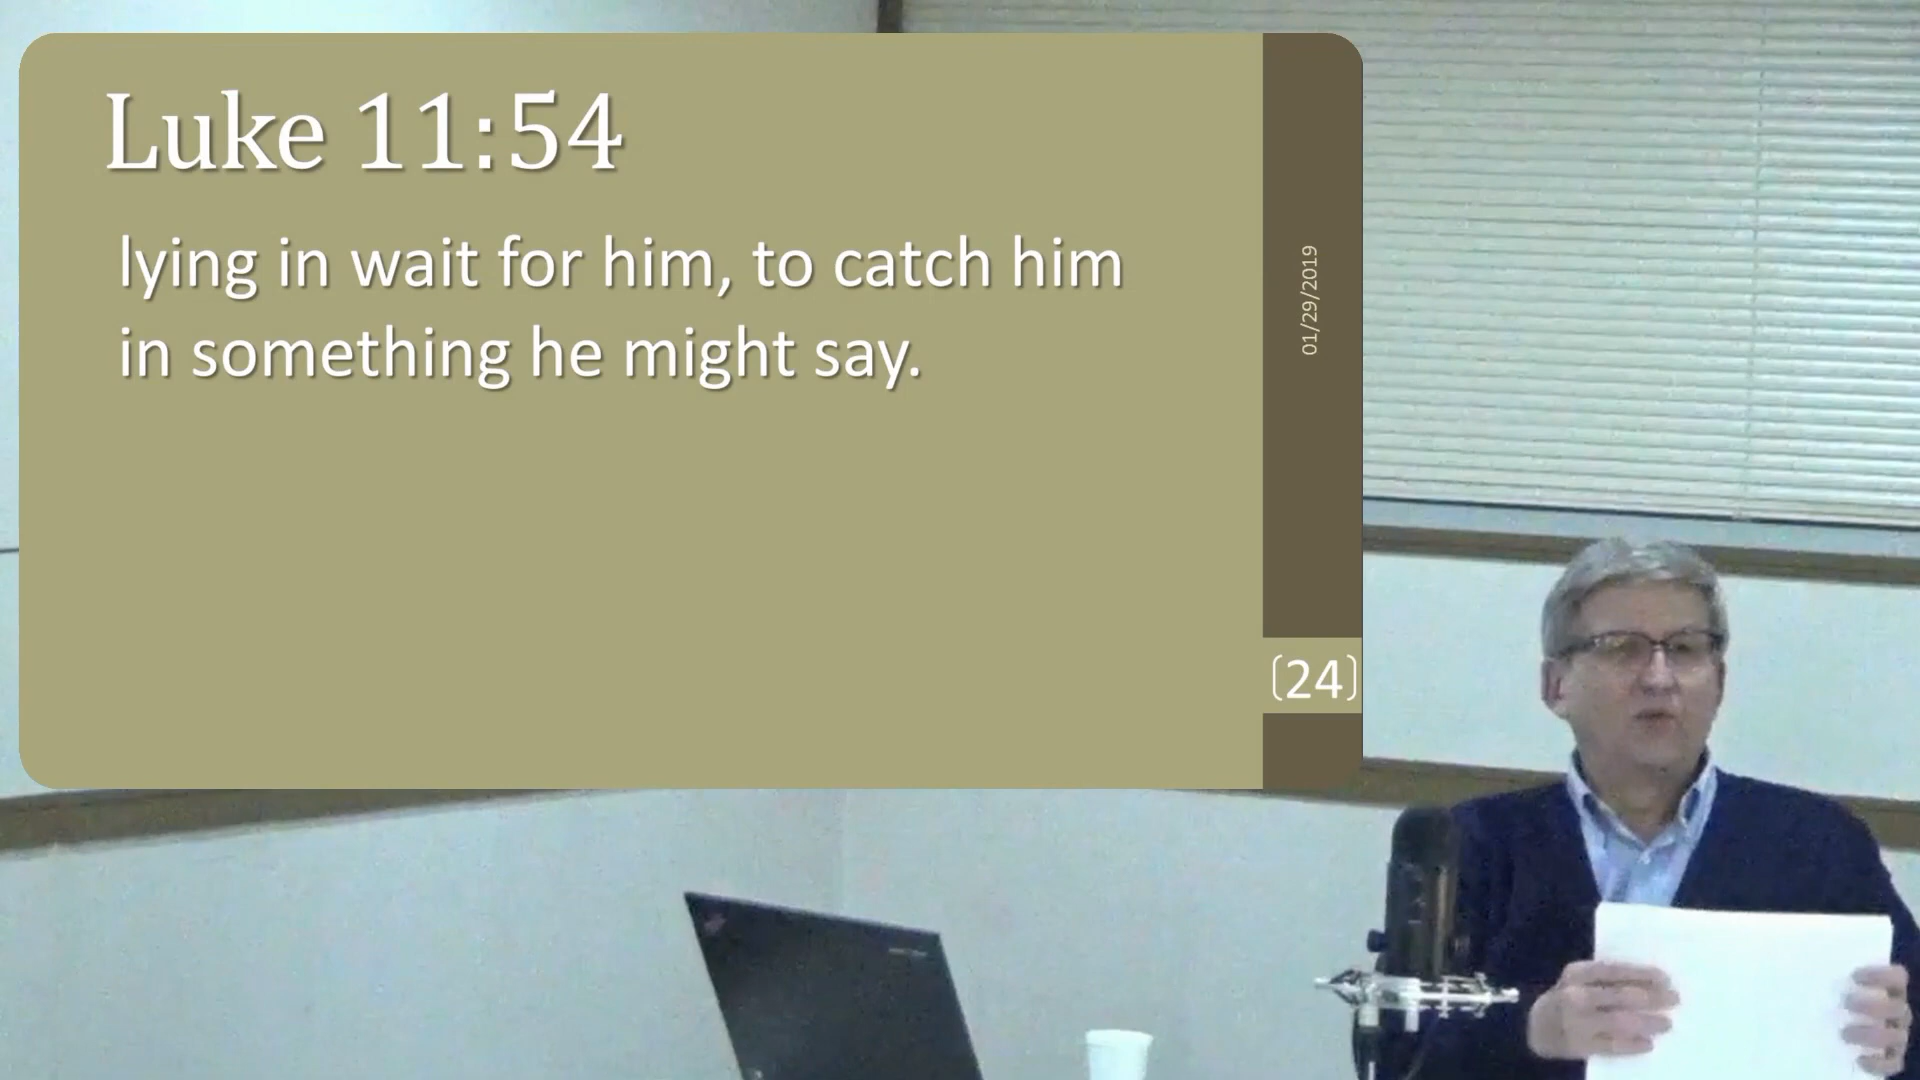 Luke 11:54
lying in wait for him, to catch him
in something he might say.
01/29/2019
24